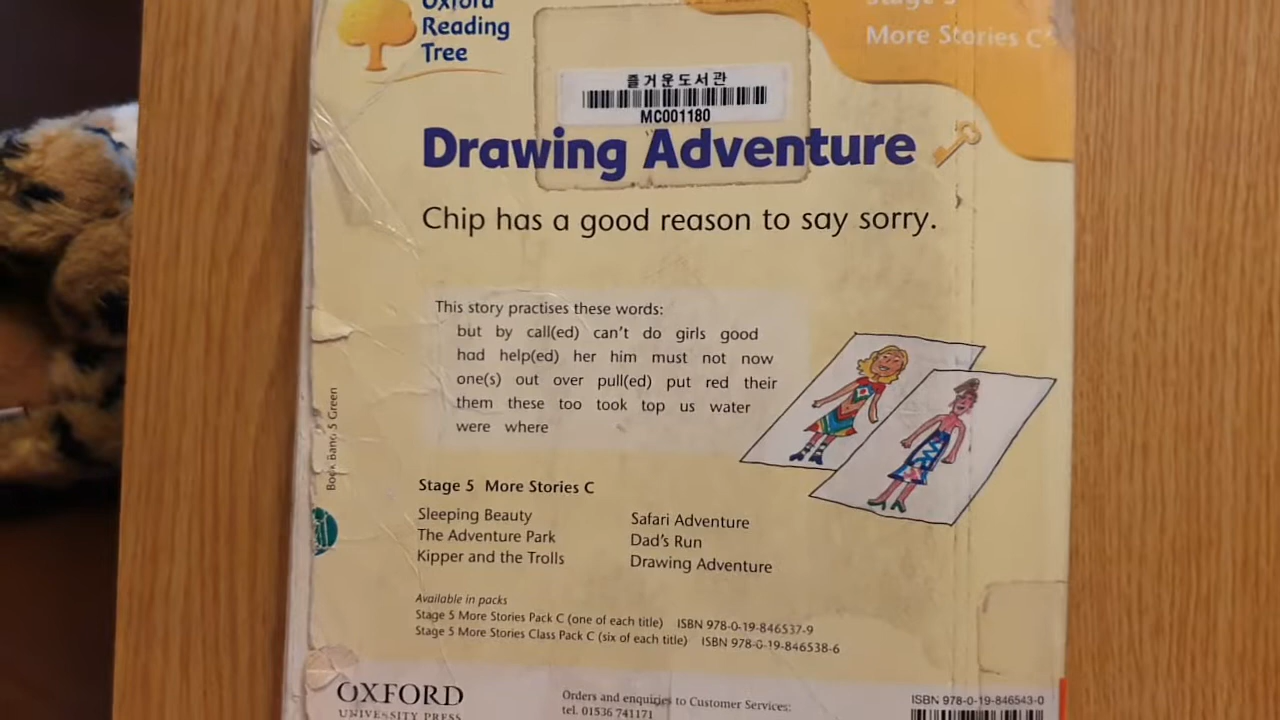 Oxford
Reading
Tree
Stage 5
More Stories C
즐거운도서관
MC001180
Drawing Adventure
Chip has a good reason to say sorry.
This story practises these words:
but by call(ed) can't do girls good
had help(ed) her him must not now
one(s) out over pull(ed) put red their
them these too took top us water
were where
Book Band 5 Green
Stage 5 More Stories C
Sleeping Beauty
The Adventure Park
Kipper and the Trolls
Safari Adventure
Dad's Run
Drawing Adventure
Available in packs
Stage 5 More Stories Pack C (one of each title) ISBN 978-0-19-846537-9
Stage 5 More Stories Class Pack C (six of each title) ISBN 978-0-19-846538-6
OXFORD
UNIVERSITY PRESS
Orders and enquiries to Customer Services:
tel. 01536 741171
ISBN 978-0-19-846543-0